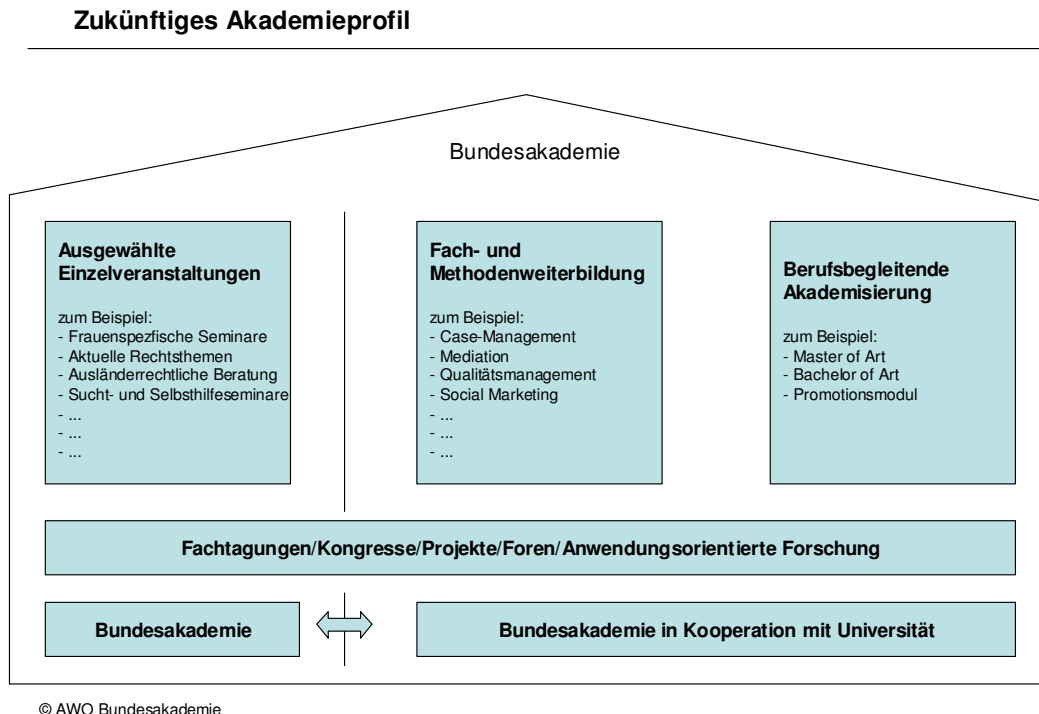 Zukünftiges Akademieprofil
Bundesakademie
Ausgewählte
Einzelveranstaltungen
zum Beispiel:
- Frauenspezfische Seminare
- Aktuelle Rechtsthemen
- Ausländerrechtliche Beratung
- Sucht- und Selbsthilfeseminare
- ...
- ...
- ...
Fach- und
Methodenweiterbildung
zum Beispiel:
- Case-Management
- Mediation
- Qualitätsmanagement
- Social Marketing
- ...
- ...
- ...
Berufsbegleitende
Akademisierung
zum Beispiel:
- Master of Art
- Bachelor of Art
- Promotionsmodul
Fachtagungen/Kongresse/Projekte/Foren/Anwendungsorientierte Forschung
Bundesakademie
Bundesakademie in Kooperation mit Universität
© AWO Bundesakademie